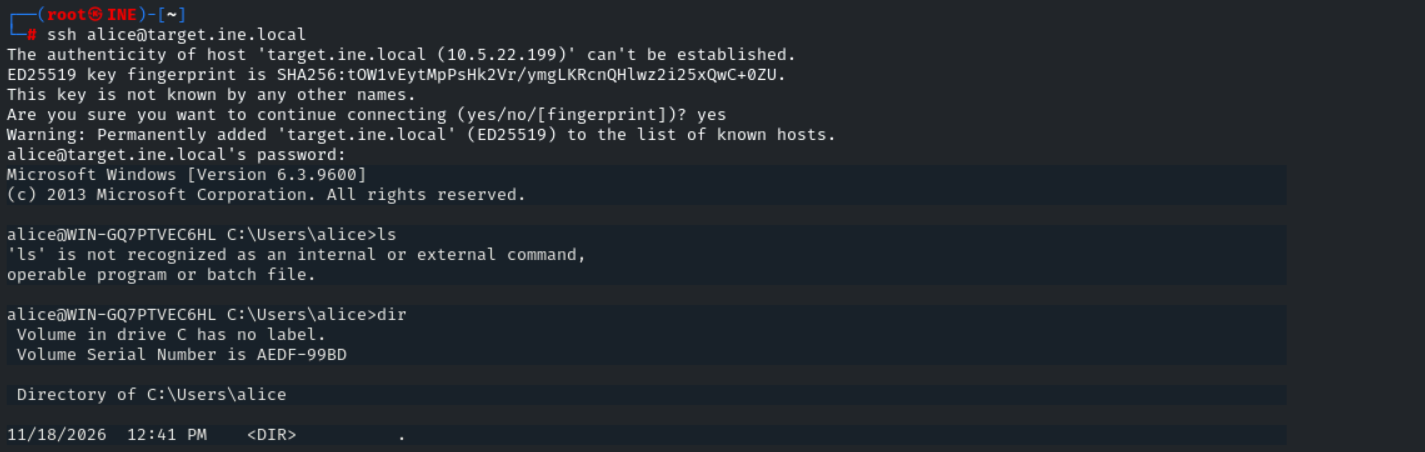 ┌──(root㉿INE)-[~]
└─# ssh alice@target.ine.local
The authenticity of host 'target.ine.local (10.5.22.199)' can't be established.
ED25519 key fingerprint is SHA256:tOW1vEytMpPsHk2Vr/ymgLKRcnQHlwz2i25xQwC+0ZU.
This key is not known by any other names.
Are you sure you want to continue connecting (yes/no/[fingerprint])? yes
Warning: Permanently added 'target.ine.local' (ED25519) to the list of known hosts.
alice@target.ine.local's password:
Microsoft Windows [Version 6.3.9600]
(c) 2013 Microsoft Corporation. All rights reserved.
alice@WIN-GQ7PTVEC6HL C:\Users\alice>ls
'ls' is not recognized as an internal or external command,
operable program or batch file.
alice@WIN-GQ7PTVEC6HL C:\Users\alice>dir
 Volume in drive C has no label.
 Volume Serial Number is AEDF-99BD
 Directory of C:\Users\alice
11/18/2026  12:41 PM    <DIR>          .